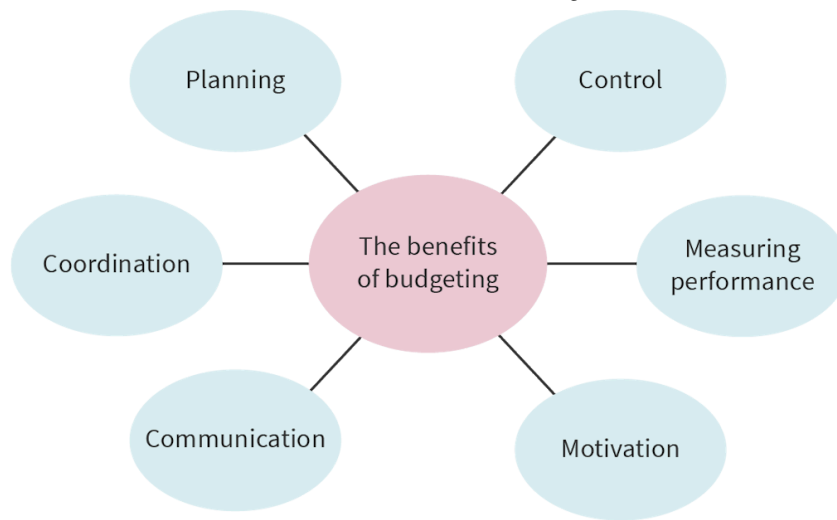 Planning
Control
Coordination
The benefits
of budgeting
Measuring
performance
Communication
Motivation